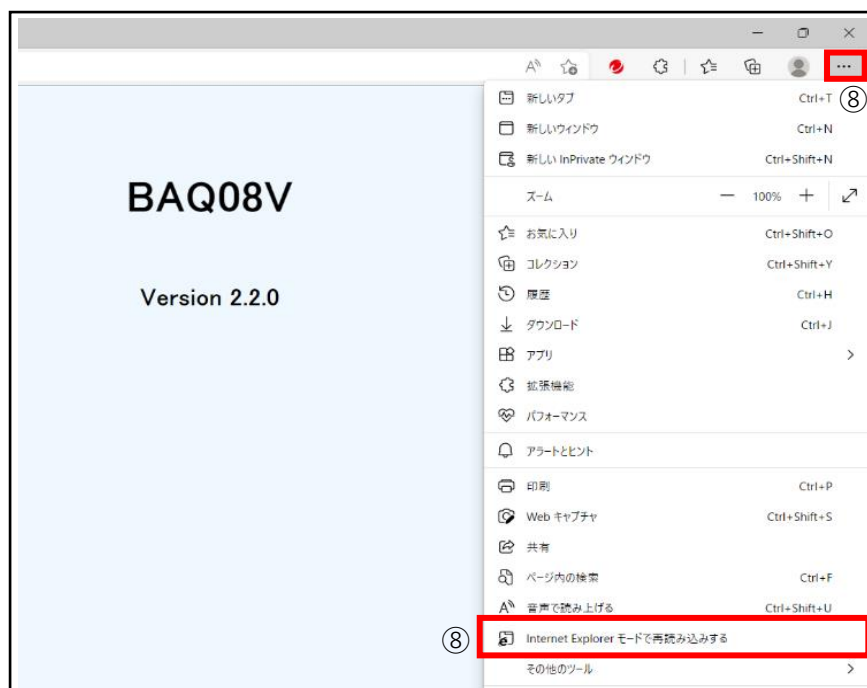 ⑧
新しいタブ Ctrl+T
新しいウィンドウ Ctrl+N
新しい InPrivate ウィンドウ Ctrl+Shift+N
ズーム 100%
お気に入り Ctrl+Shift+O
コレクション Ctrl+Shift+Y
履歴 Ctrl+H
ダウンロード Ctrl+J
アプリ
拡張機能
パフォーマンス
アラートとヒント
印刷 Ctrl+P
Web キャプチャ Ctrl+Shift+S
共有
ページ内の検索 Ctrl+F
音声で読み上げる Ctrl+Shift+U
⑧ Internet Explorer モードで再読み込みする
その他のツール
BAQ08V
Version 2.2.0